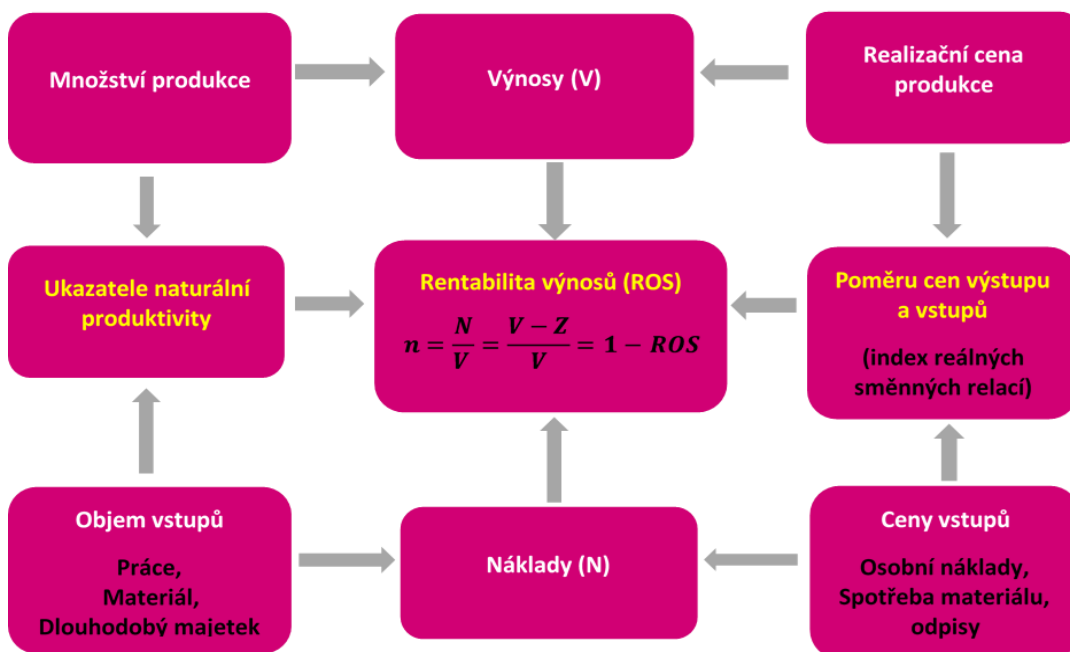 Množství produkce
Výnosy (V)
Realizační cena
produkce
Ukazatele naturální
produktivity
Rentabilita výnosů (ROS)
n = N/V = (V − Z)/V = 1 − ROS
Poměru cen výstupu
a vstupů
(index reálných
směnných relací)
Objem vstupů
Práce,
Materiál,
Dlouhodobý majetek
Náklady (N)
Ceny vstupů
Osobní náklady,
Spotřeba materiálu,
odpisy